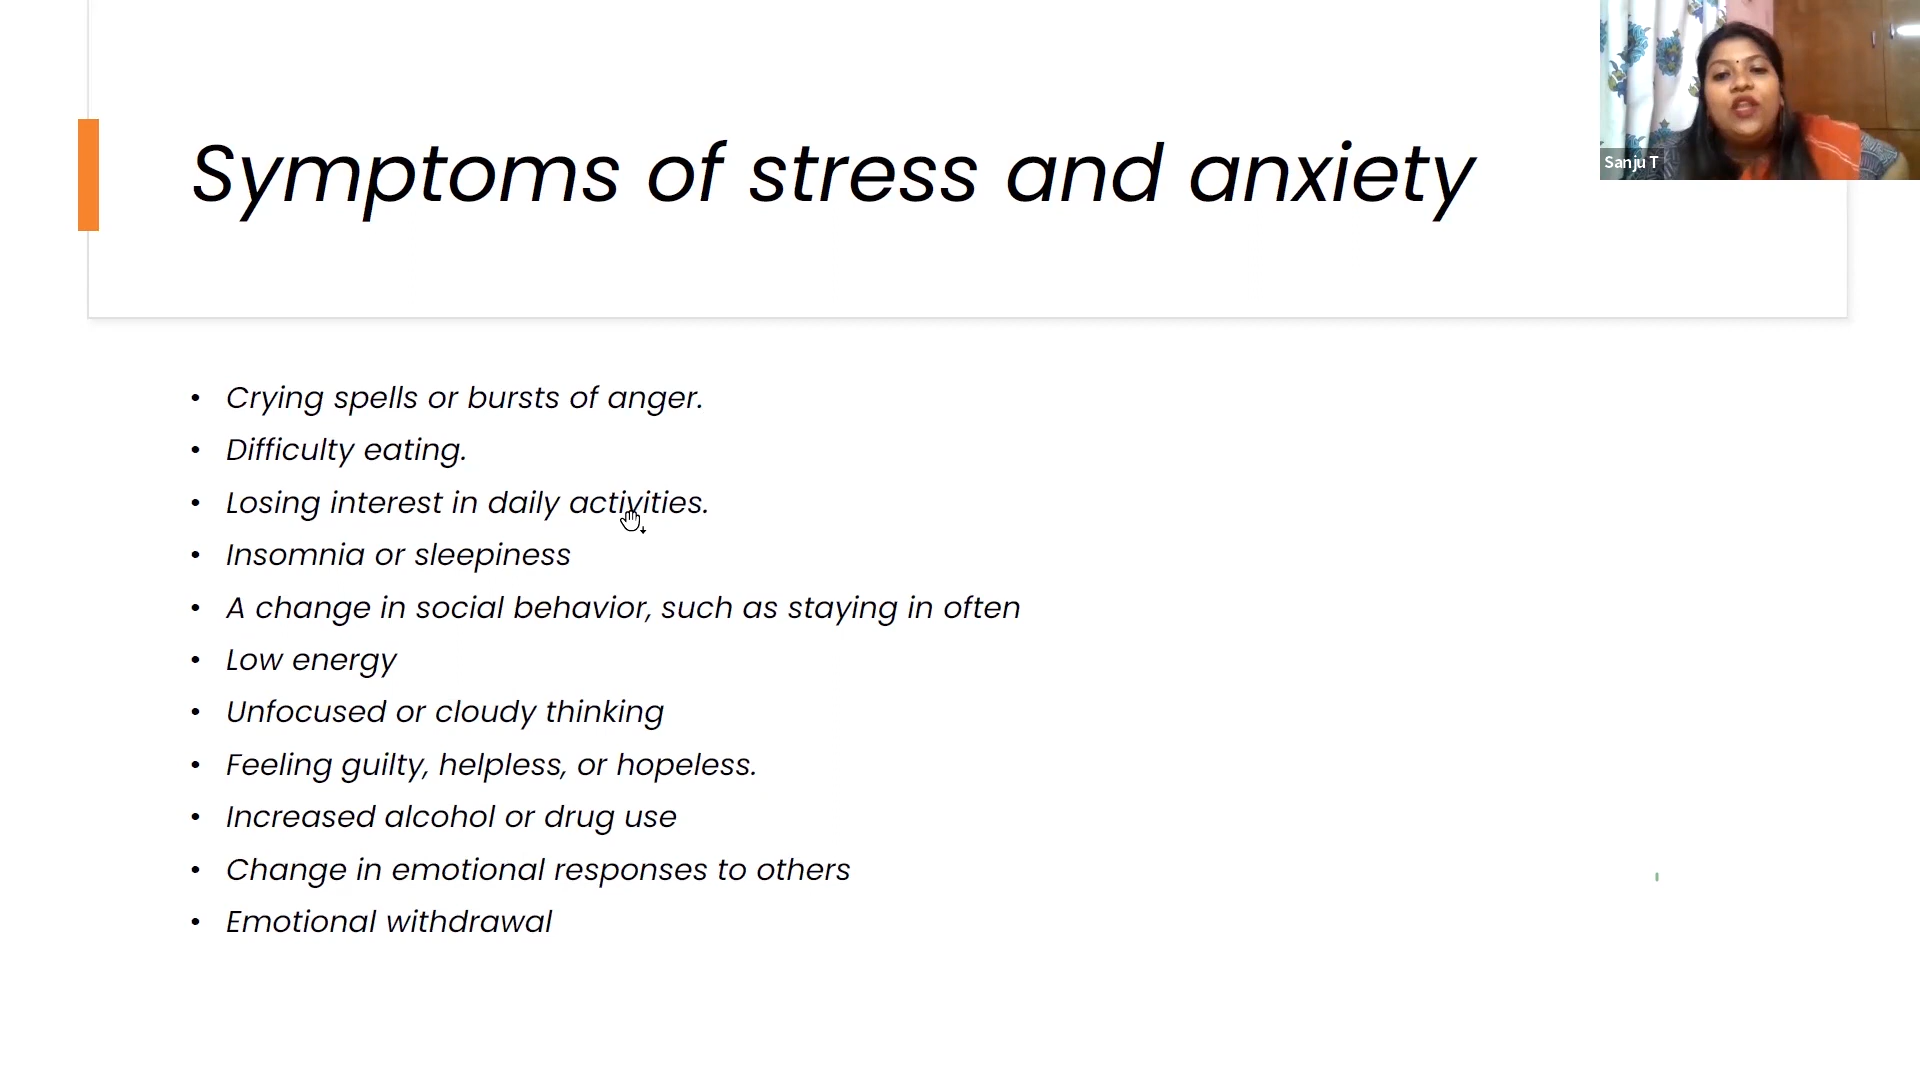 Symptoms of stress and anxiety
Sanju T
• Crying spells or bursts of anger.
• Difficulty eating.
• Losing interest in daily activities.
• Insomnia or sleepiness
• A change in social behavior, such as staying in often
• Low energy
• Unfocused or cloudy thinking
• Feeling guilty, helpless, or hopeless.
• Increased alcohol or drug use
• Change in emotional responses to others
• Emotional withdrawal